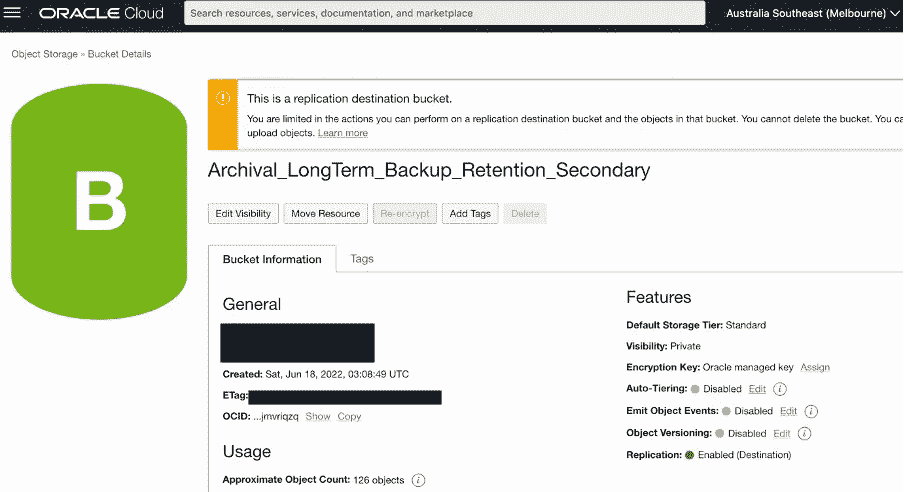 ORACLE Cloud
Search resources, services, documentation, and marketplace
Australia Southeast (Melbourne)
Object Storage » Bucket Details
B
This is a replication destination bucket.
You are limited in the actions you can perform on a replication destination bucket and the objects in that bucket. You cannot delete the bucket. You ca
upload objects. Learn more
Archival_LongTerm_Backup_Retention_Secondary
Edit Visibility
Move Resource
Re-encrypt
Add Tags
Delete
Bucket Information
Tags
General
Created: Sat, Jun 18, 2022, 03:08:49 UTC
ETag:
OCID: ...jmvriqzq Show Copy
Usage
Approximate Object Count: 126 objects i
Features
Default Storage Tier: Standard
Visibility: Private
Encryption Key: Oracle managed key Assign
Auto-Tiering: Disabled Edit i
Emit Object Events: Disabled Edit i
Object Versioning: Disabled Edit i
Replication: Enabled (Destination)